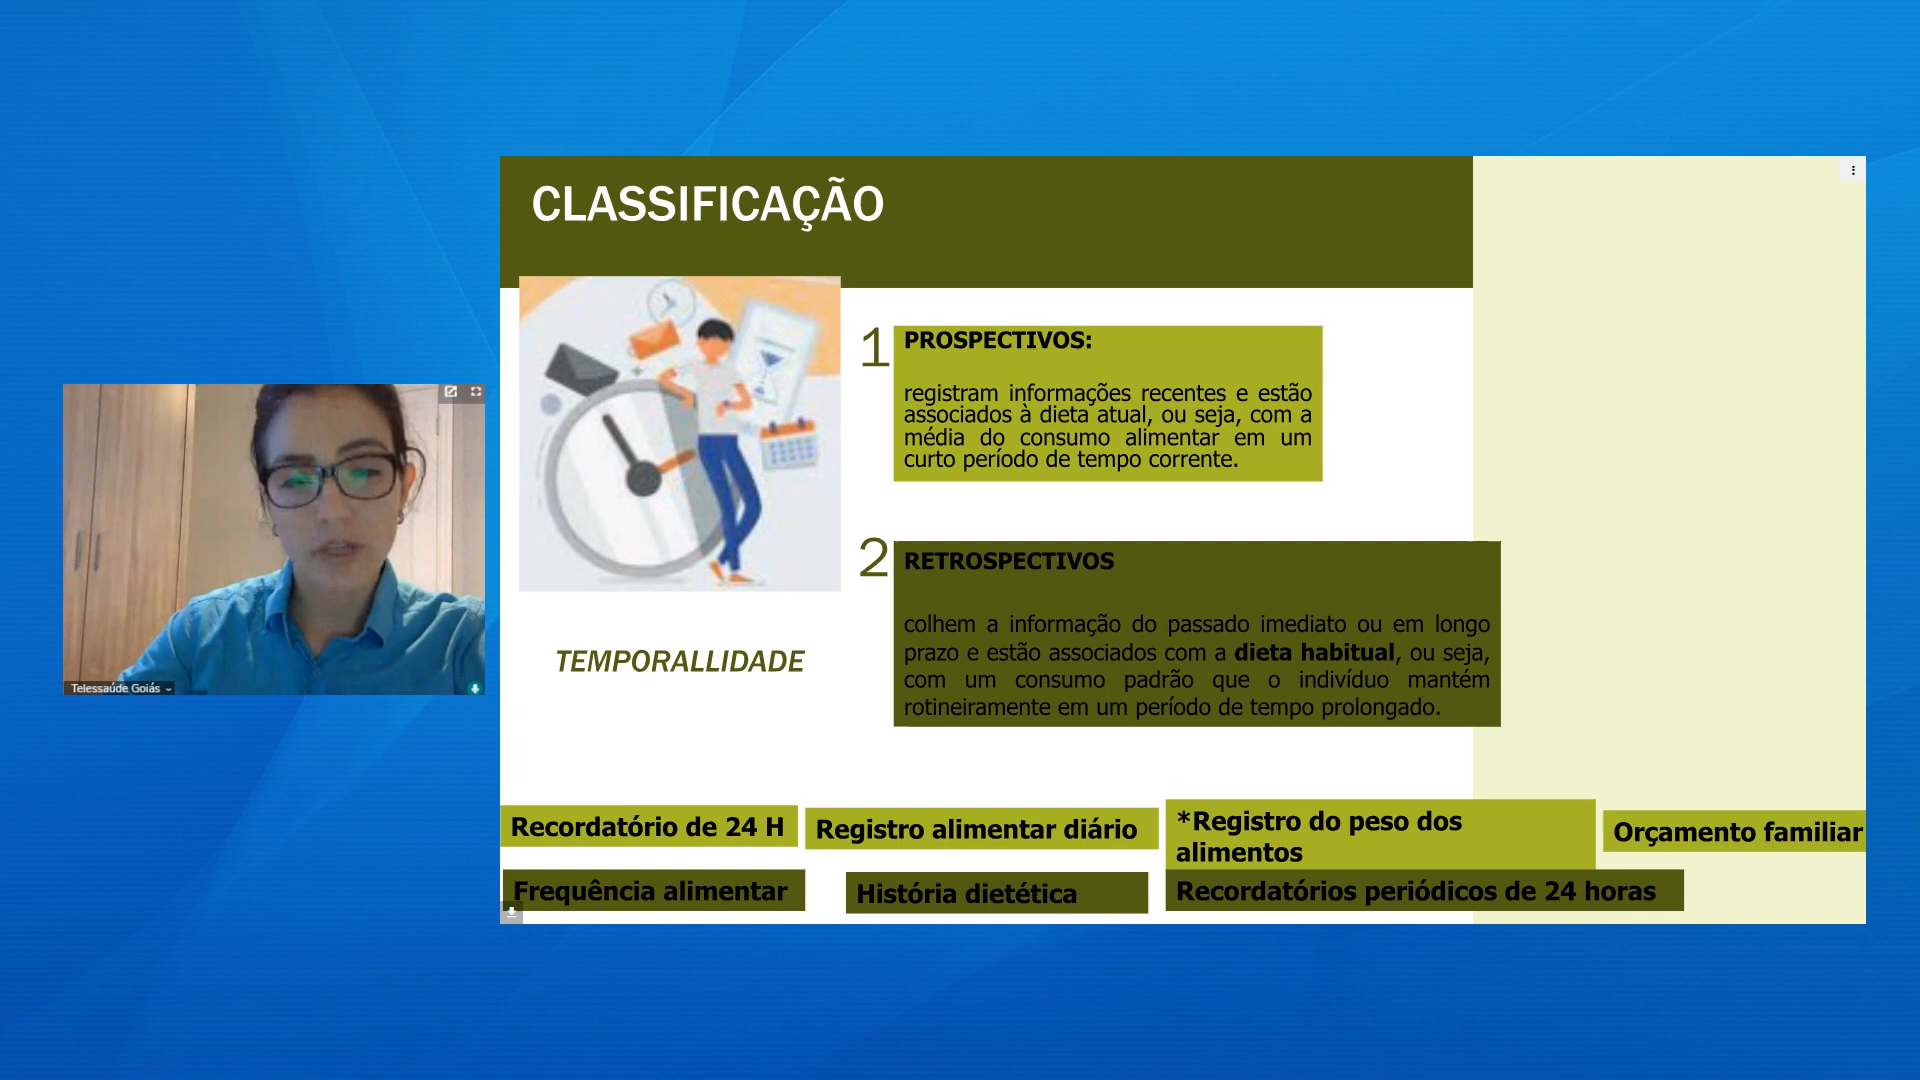 CLASSIFICAÇÃO
1
PROSPECTIVOS:
registram informações recentes e estão
associados à dieta atual, ou seja, com a
média do consumo alimentar em um
curto período de tempo corrente.
2
RETROSPECTIVOS
colhem a informação do passado imediato ou em longo
prazo e estão associados com a dieta habitual, ou seja,
com um consumo padrão que o indivíduo mantém
rotineiramente em um período de tempo prolongado.
TEMPORALLIDADE
Telessaúde Goiás
Recordatório de 24 H
Registro alimentar diário
*Registro do peso dos
alimentos
Orçamento familiar
Frequência alimentar
História dietética
Recordatórios periódicos de 24 horas